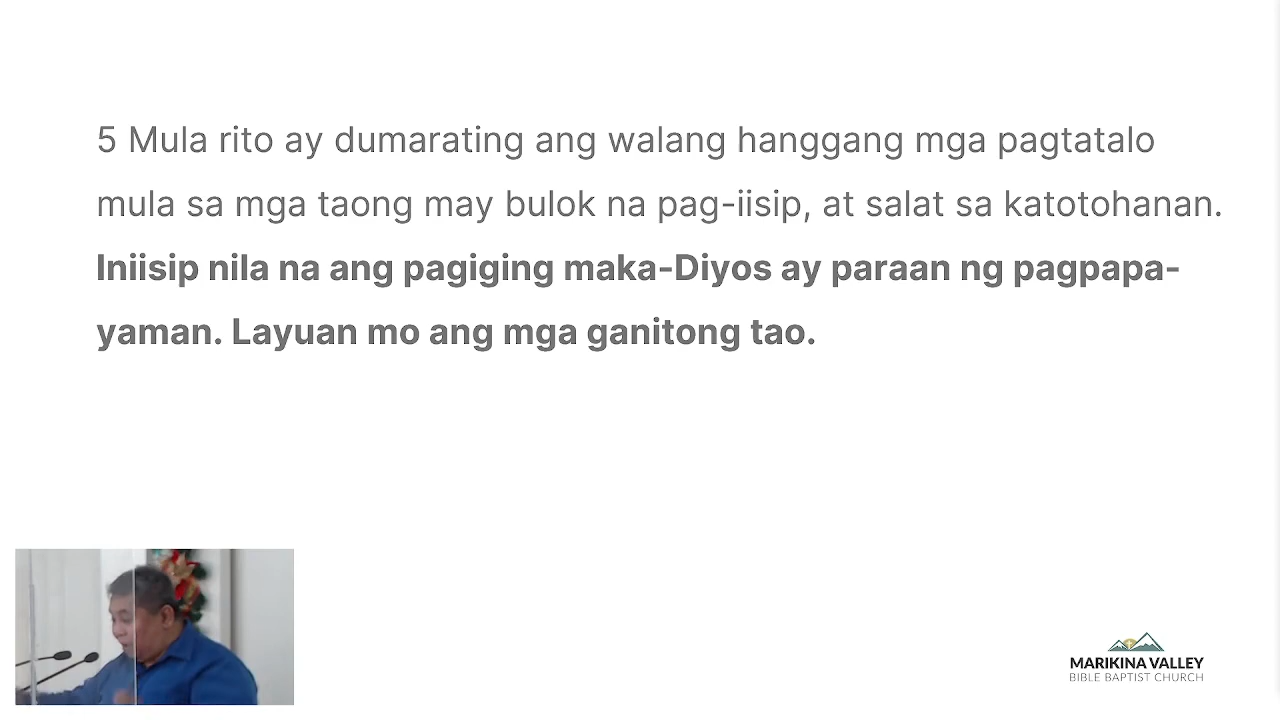 5 Mula rito ay dumarating ang walang hanggang mga pagtatalo
mula sa mga taong may bulok na pag-iisip, at salat sa katotohanan.
Iniisip nila na ang pagiging maka-Diyos ay paraan ng pagpapa-
yaman. Layuan mo ang mga ganitong tao.
MARIKINA VALLEY
BIBLE BAPTIST CHURCH